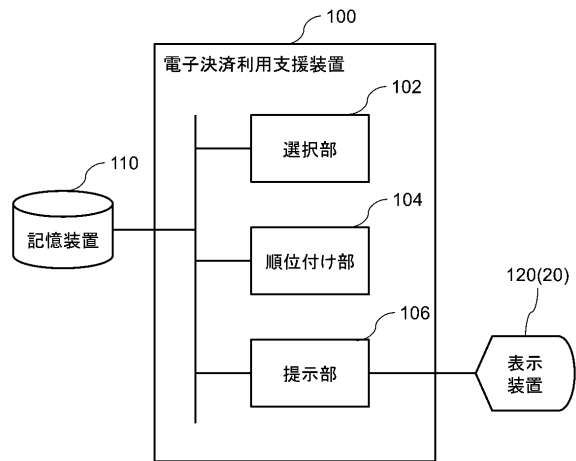 100
電子決済利用支援装置
102
選択部
110
記憶装置
104
順位付け部
120(20)
106
提示部
表示
装置